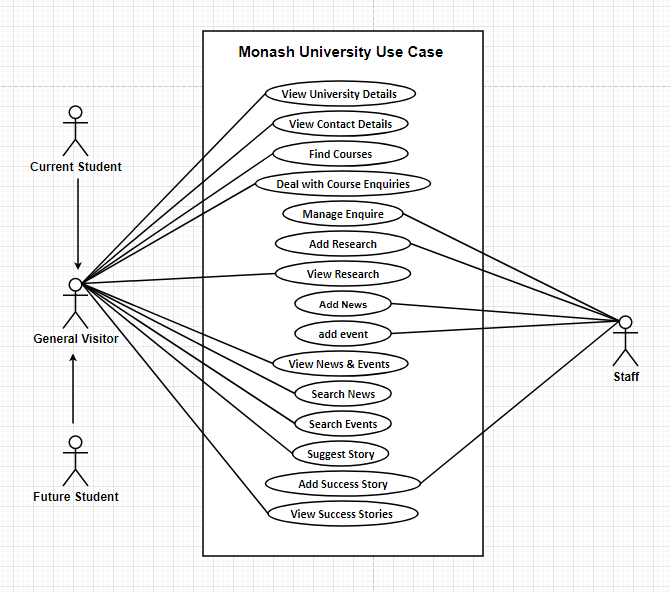 Monash University Use Case
View University Details
View Contact Details
Find Courses
Deal with Course Enquiries
Manage Enquire
Add Research
View Research
Add News
add event
View News & Events
Search News
Search Events
Suggest Story
Add Success Story
View Success Stories
Current Student
General Visitor
Future Student
Staff